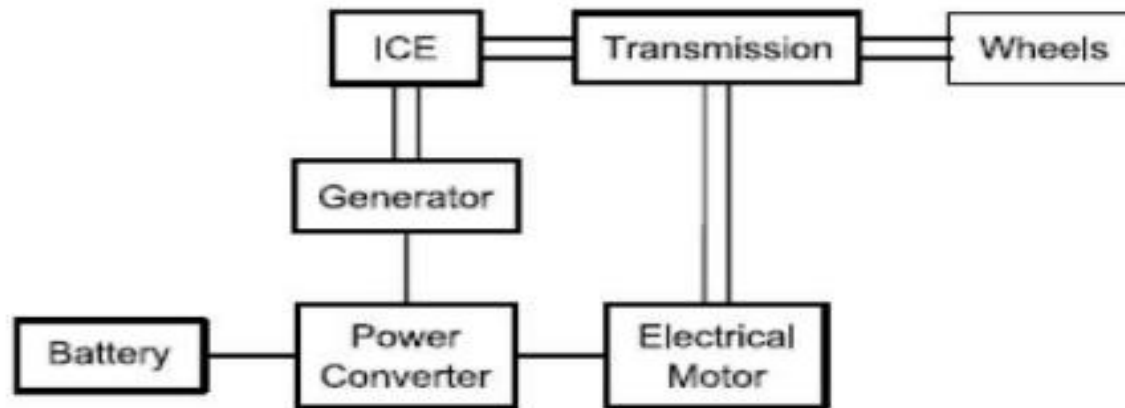 ICE
Transmission
Wheels
Generator
Battery
Power
Converter
Electrical
Motor